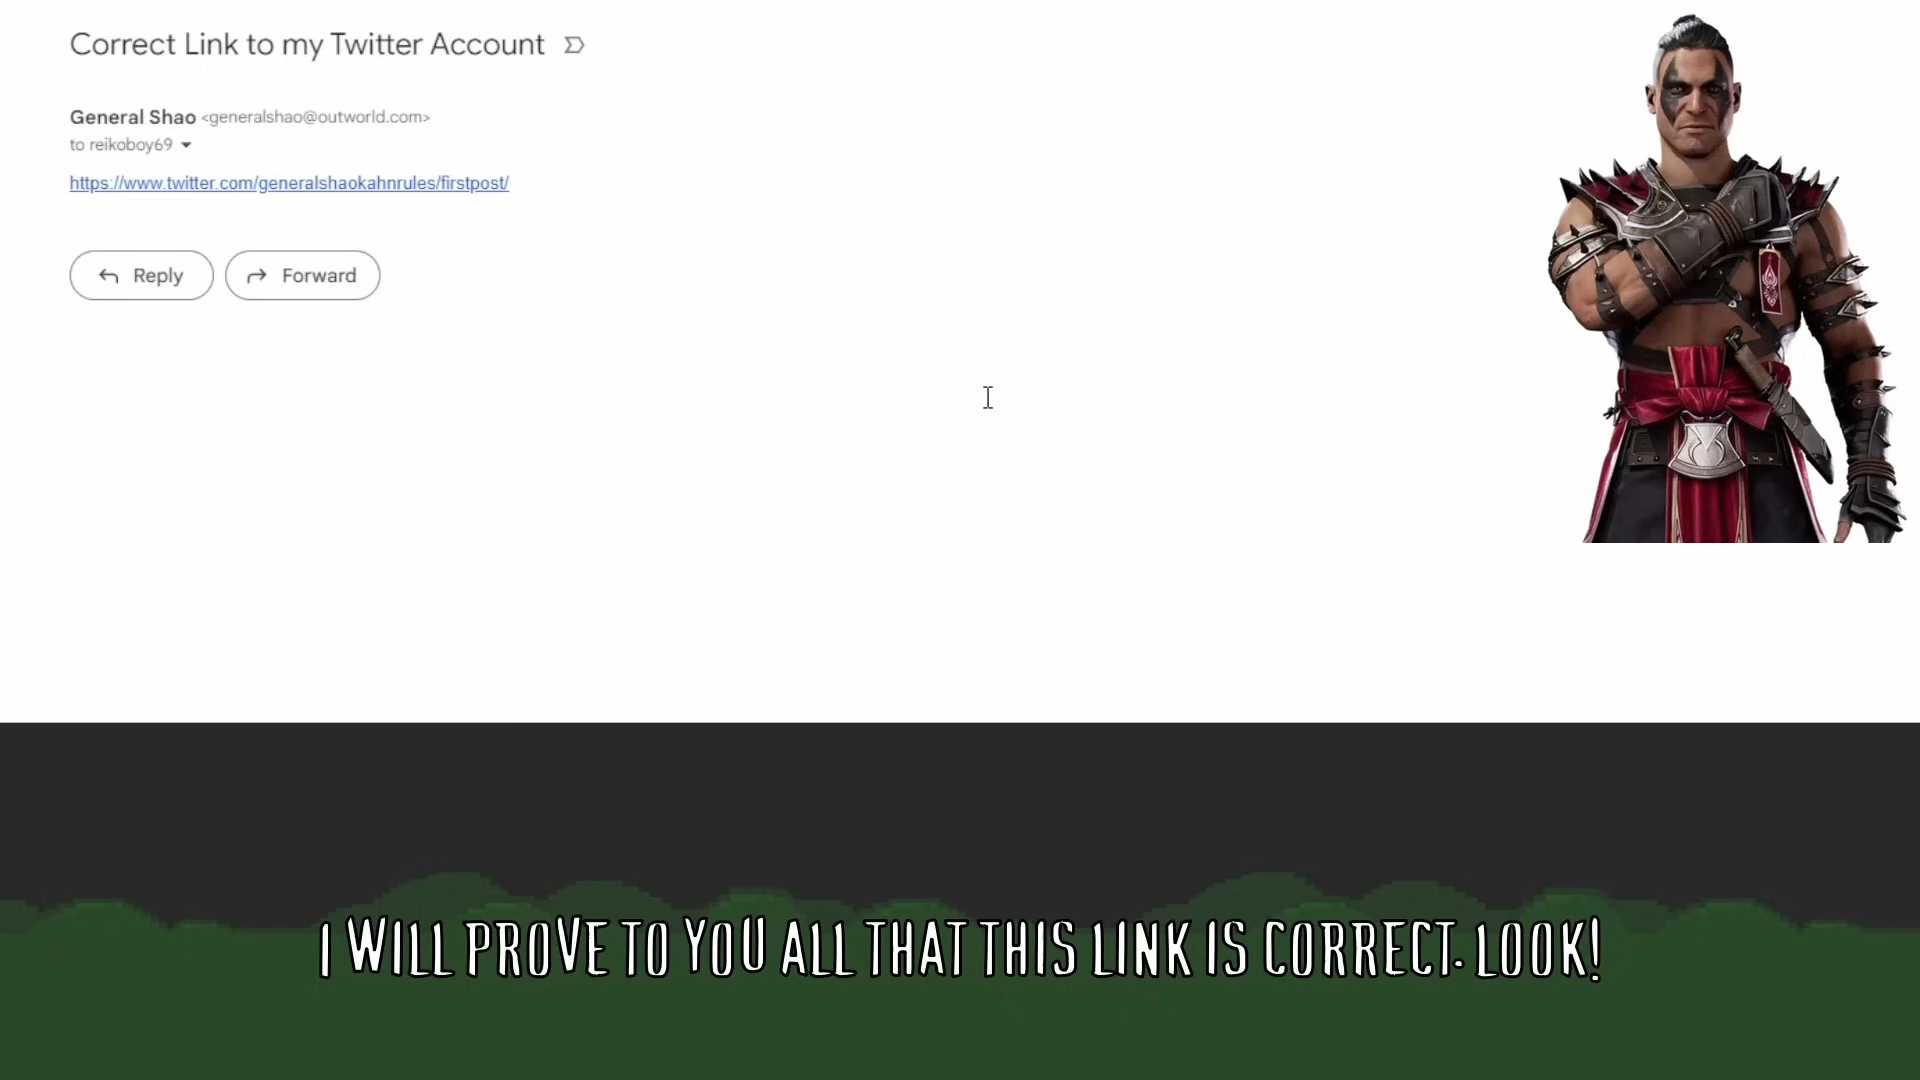 Correct Link to my Twitter Account
General Shao <generalshao@outworld.com>
to reikoboy69
https://www.twitter.com/generalshaokahnrules/firstpost/
Reply Forward
I WILL PROVE TO YOU ALL THAT THIS LINK IS CORRECT. LOOK!